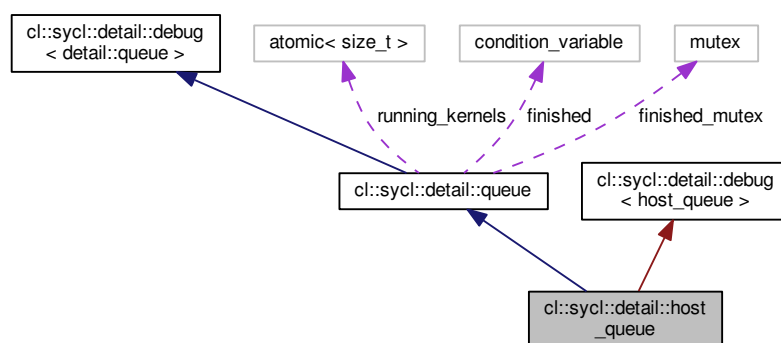 cl::sycl::detail::debug
< detail::queue >
atomic< size_t >
condition_variable
mutex
running_kernels
finished
finished_mutex
cl::sycl::detail::queue
cl::sycl::detail::debug
< host_queue >
cl::sycl::detail::host
_queue